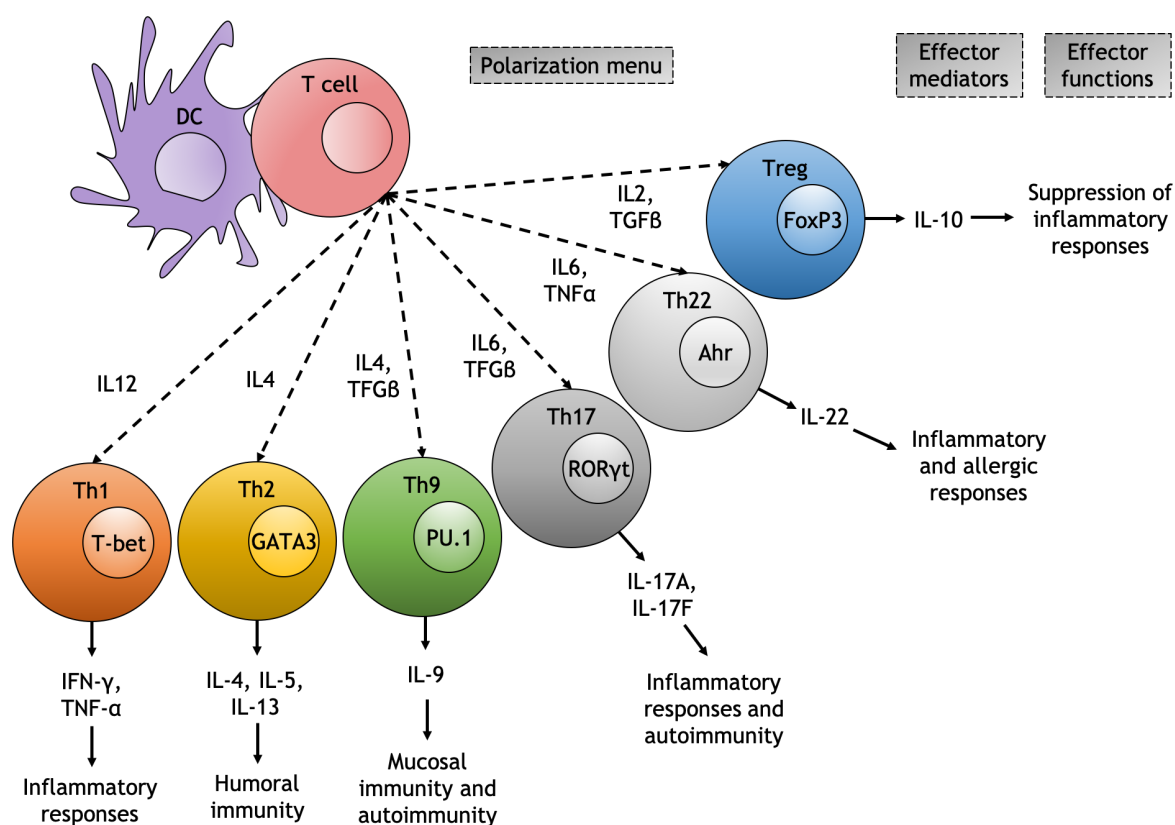 Polarization menu
Effector
mediators
Effector
functions
DC
T cell
IL2,
TGFß
Treg
FoxP3
IL-10
Suppression of
inflammatory
responses
IL6,
TNFα
Th22
Ahr
IL-22
Inflammatory
and allergic
responses
IL6,
TFGß
Th17
RORγt
IL-17A,
IL-17F
Inflammatory
responses and
autoimmunity
IL4,
TFGß
Th9
PU.1
IL-9
Mucosal
immunity and
autoimmunity
IL4
Th2
GATA3
IL-4, IL-5,
IL-13
Humoral
immunity
IL12
Th1
T-bet
IFN-γ,
TNF-α
Inflammatory
responses